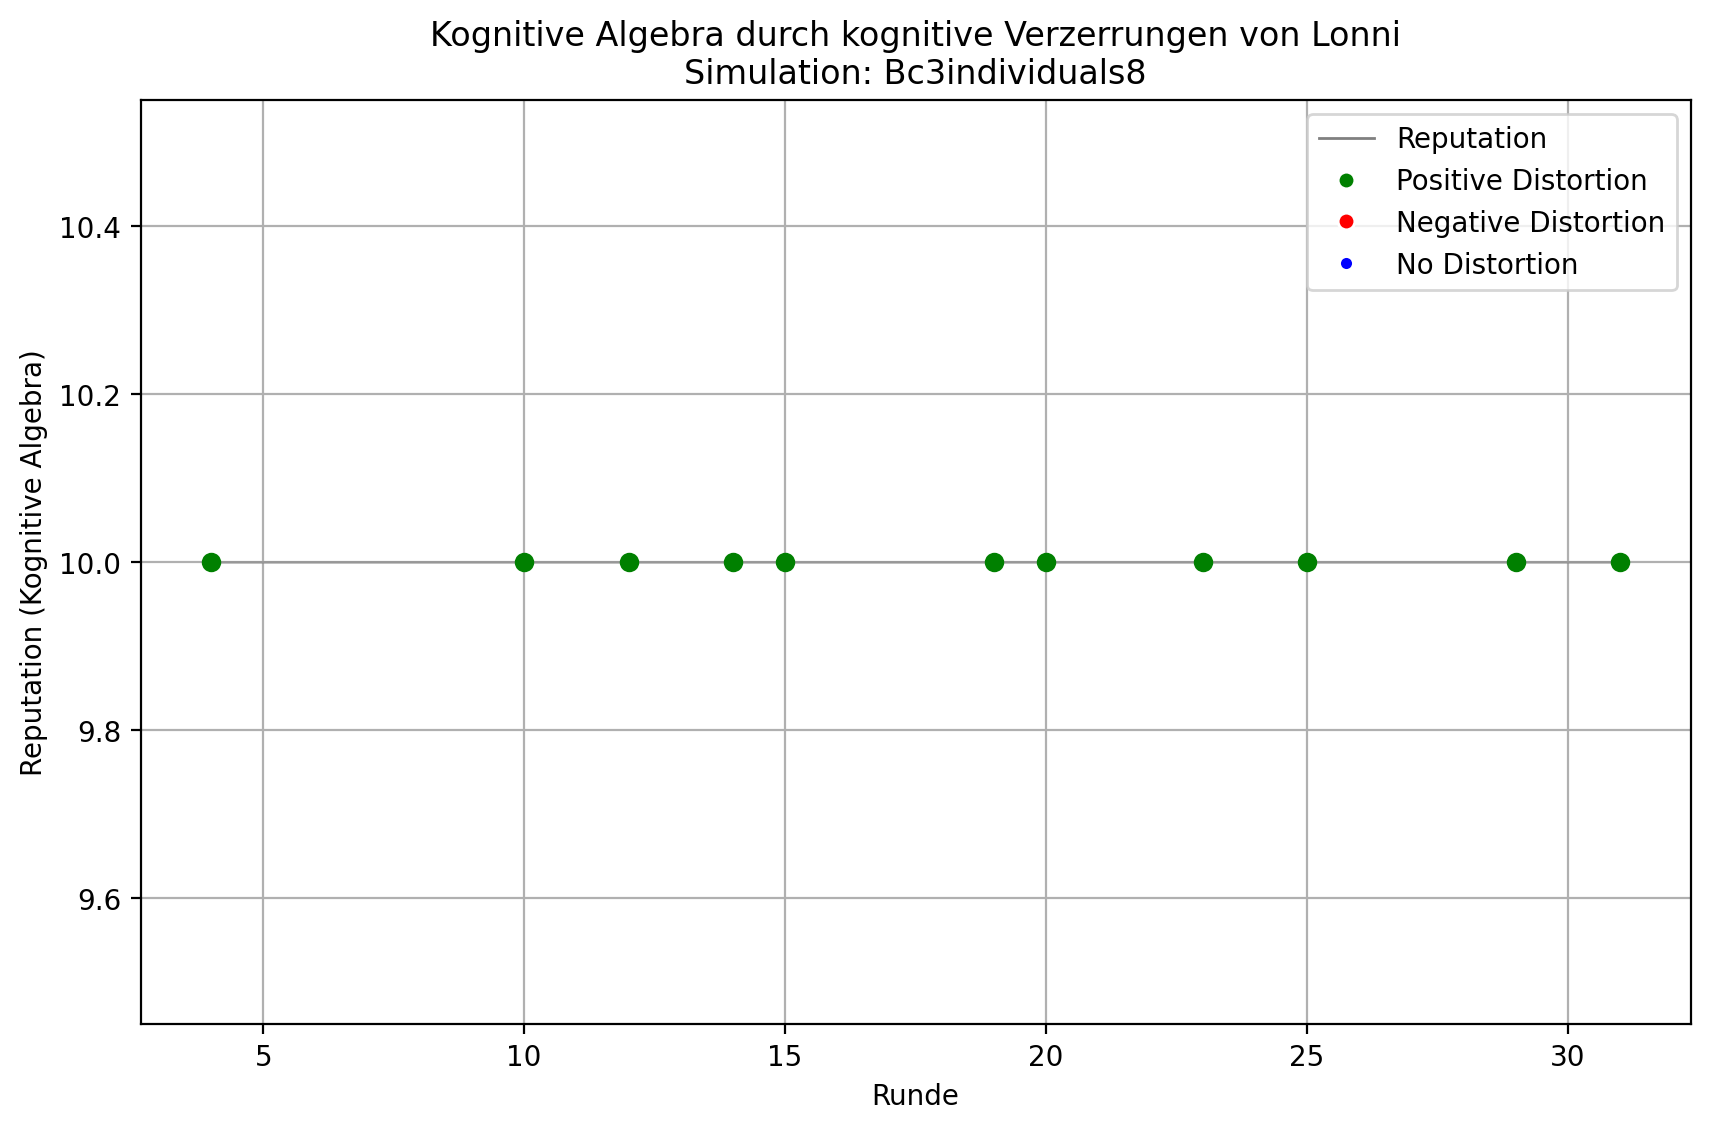 Kognitive Algebra durch kognitive Verzerrungen von Lonni
Simulation: Bc3individuals8
Reputation
Positive Distortion
Negative Distortion
No Distortion
Reputation (Kognitive Algebra)
10.4
10.2
10.0
9.8
9.6
5 10 15 20 25 30
Runde